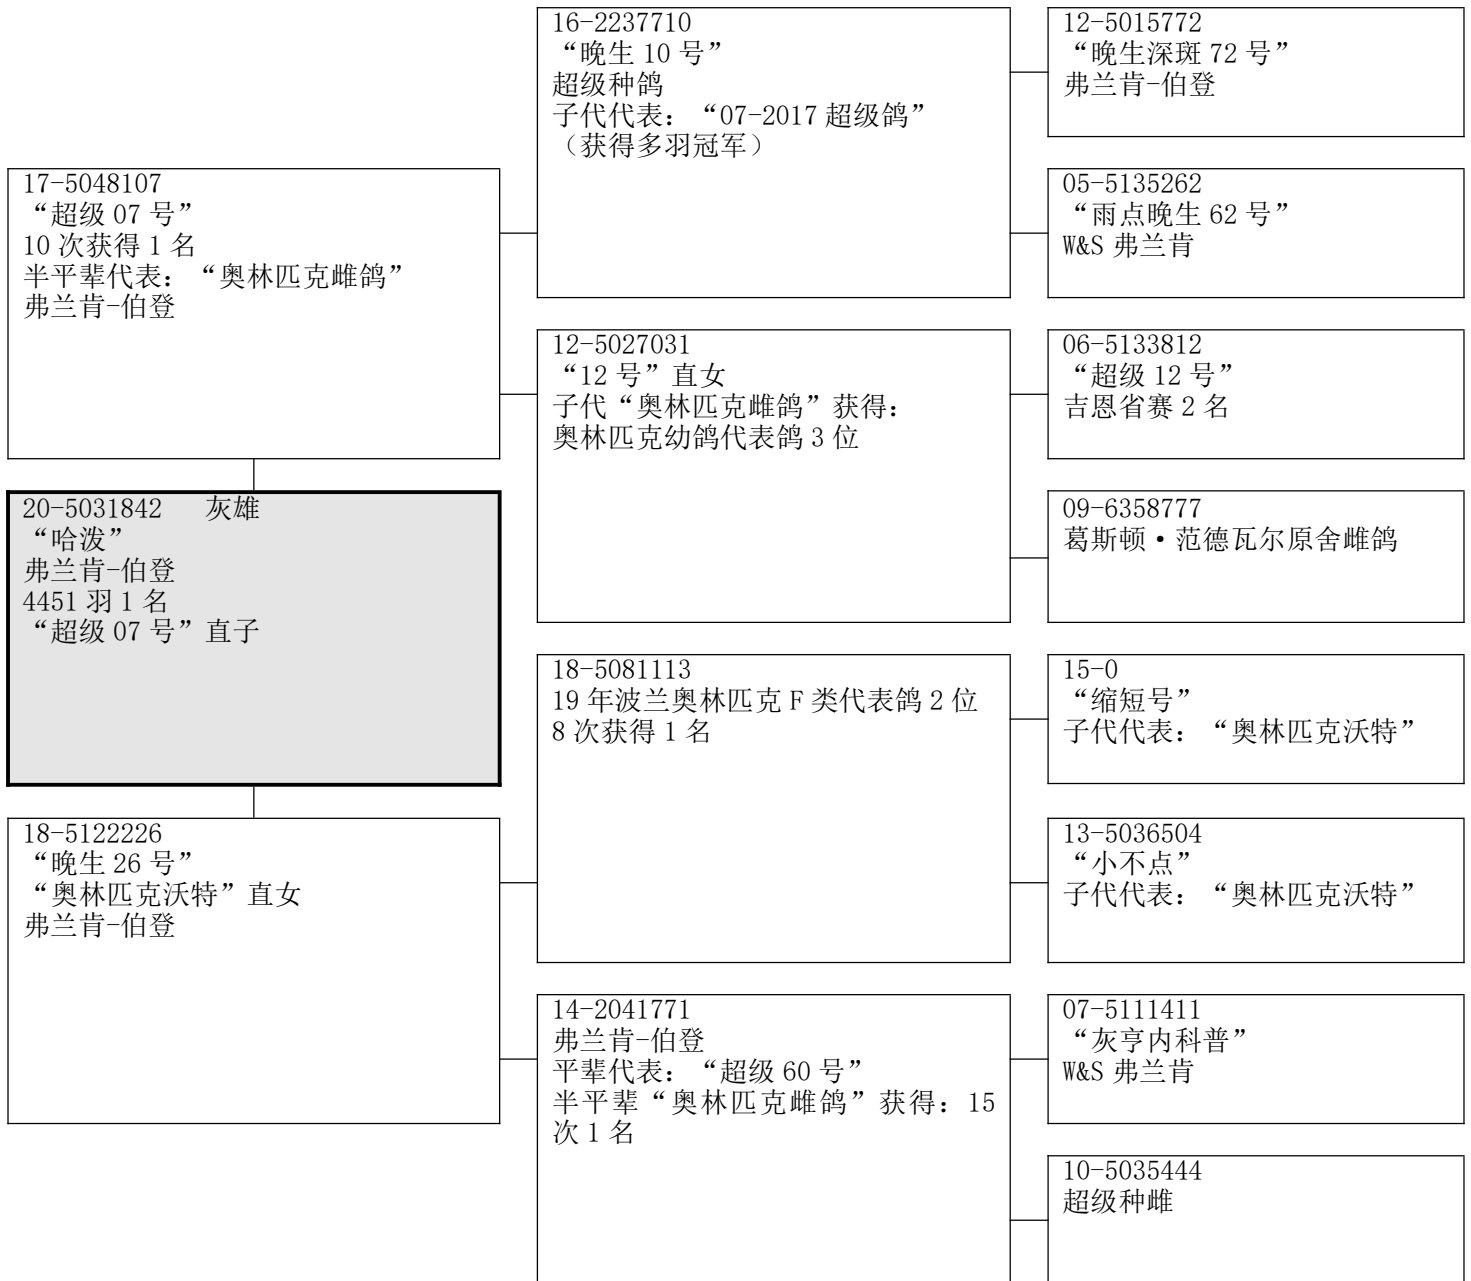 16-2237710
“晚生 10 号”
超级种鸽
子代代表：“07-2017 超级鸽”
（获得多羽冠军）
12-5015772
“晚生深斑 72 号”
弗兰肯-伯登
17-5048107
“超级 07 号”
10 次获得 1 名
半平辈代表：“奥林匹克雌鸽”
弗兰肯-伯登
05-5135262
“雨点晚生 62 号”
W&S 弗兰肯
12-5027031
“12 号”直女
子代“奥林匹克雌鸽”获得：
奥林匹克幼鸽代表鸽 3 位
06-5133812
“超级 12 号”
吉恩省赛 2 名
20-5031842 灰雄
“哈泼”
弗兰肯-伯登
4451 羽 1 名
“超级 07 号”直子
09-6358777
葛斯顿·范德瓦尔原舍雌鸽
18-5081113
19 年波兰奥林匹克 F 类代表鸽 2 位
8 次获得 1 名
15-0
“缩短号”
子代代表：“奥林匹克沃特”
18-5122226
“晚生 26 号”
“奥林匹克沃特”直女
弗兰肯-伯登
13-5036504
“小不点”
子代代表：“奥林匹克沃特”
14-2041771
弗兰肯-伯登
平辈代表：“超级 60 号”
半平辈“奥林匹克雌鸽”获得：15
次 1 名
07-5111411
“灰亨内科普”
W&S 弗兰肯
10-5035444
超级种雌